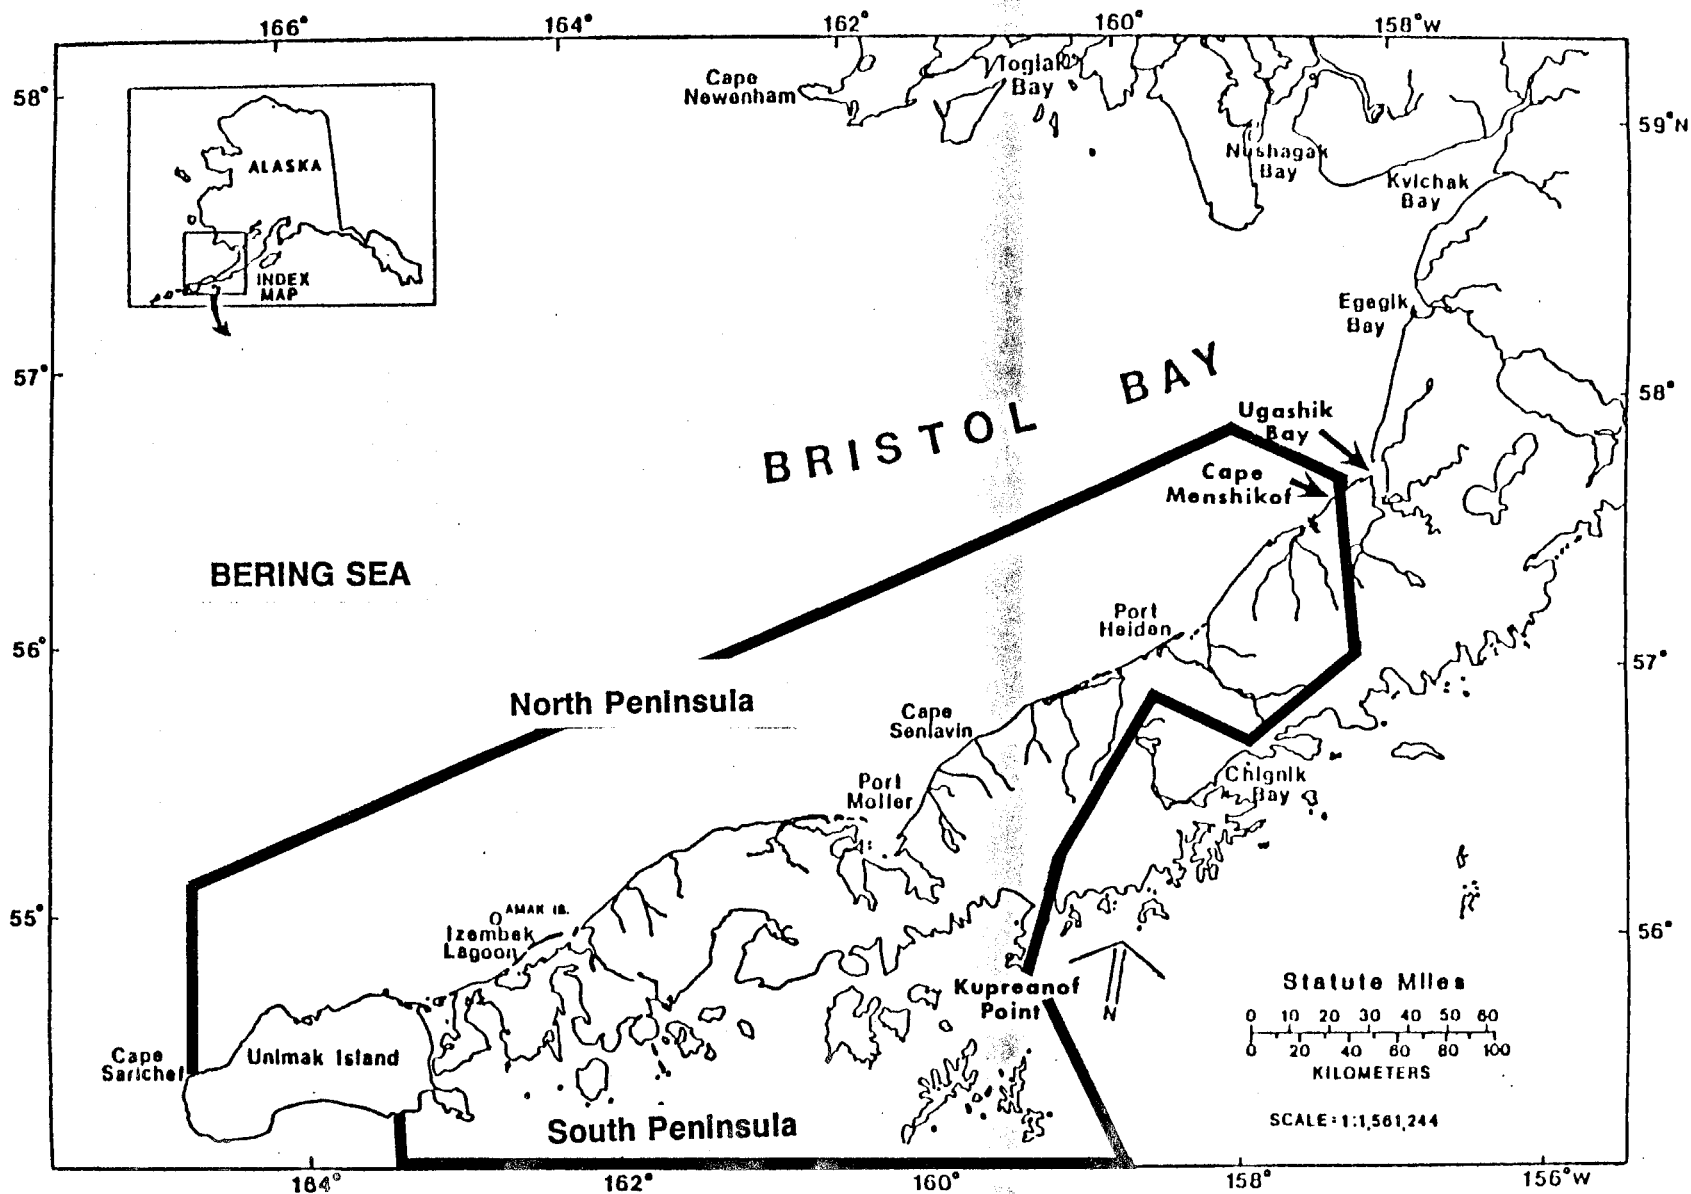 166°
164°
162°
160°
158°W
58°
57°
56°
55°
59°N
58°
57°
56°
164°
162°
160°
158°
156°W
Cape
Newenham
Togiak
Bay
Nushagak
Bay
Kvichak
Bay
ALASKA
INDEX
MAP
Egegik
Bay
BRISTOL BAY
Ugashik
Bay
Cape
Menshikof
BERING SEA
Port
Heiden
North Peninsula
Cape
Senlavin
Port
Moller
Chignik
Bay
AMAK IS.
Izembek
Lagoon
Kupreanof
Point
N
Cape
Sarichef
Unimak Island
South Peninsula
Statute Miles
0 10 20 30 40 50 60
0 20 40 60 80 100
KILOMETERS
SCALE=1:1,561,244